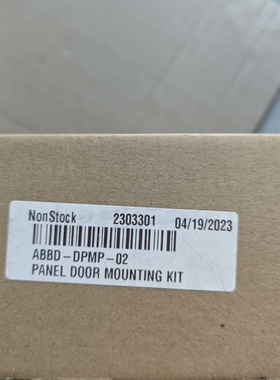 NonStock 2303301 04/19/2023
ABBD-DPMP-02
PANEL DOOR MOUNTING KIT